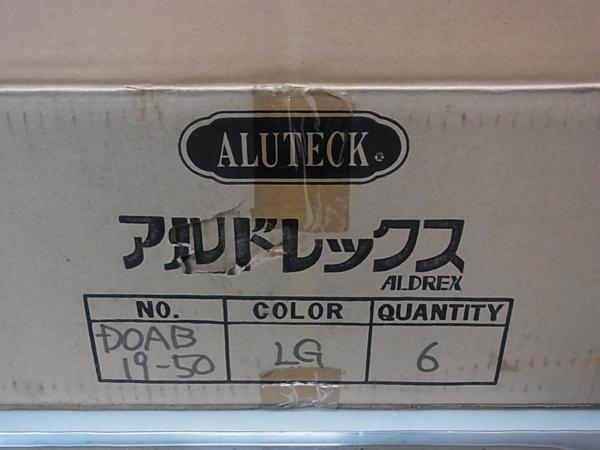 ALUTECK®
アルドレックス
ALDREX
NO. COLOR QUANTITY
DOAB LG 6
19-50